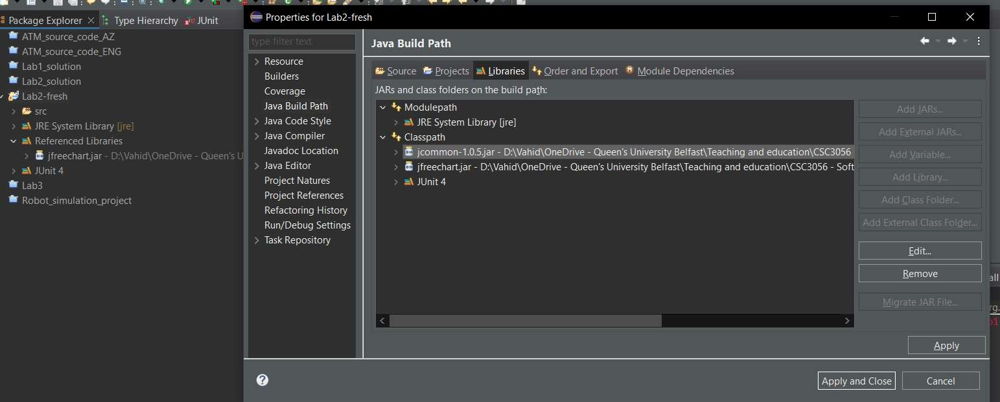 Package Explorer
Type Hierarchy
JUnit
ATM_source_code_AZ
ATM_source_code_ENG
Lab1_solution
Lab2_solution
Lab2-fresh
src
JRE System Library [jre]
Referenced Libraries
jfreechart.jar - D:\Vahid\OneDrive - Queen's U
JUnit 4
Lab3
Robot_simulation_project
Properties for Lab2-fresh
type filter text
Resource
Builders
Coverage
Java Build Path
Java Code Style
Java Compiler
Javadoc Location
Java Editor
Project Natures
Project References
Refactoring History
Run/Debug Settings
Task Repository
Java Build Path
Source
Projects
Libraries
Order and Export
Module Dependencies
JARs and class folders on the build path:
Modulepath
JRE System Library [jre]
Classpath
jcommon-1.0.5.jar - D:\Vahid\OneDrive - Queen's University Belfast\Teaching and education\CSC3056
jfreechart.jar - D:\Vahid\OneDrive - Queen's University Belfast\Teaching and education\CSC3056 - Soft
JUnit 4
Add JARs...
Add External JARs...
Add Variable...
Add Library...
Add Class Folder...
Add External Class Folder...
Edit...
Remove
Migrate JAR File...
Apply
Apply and Close
Cancel
all
rg.